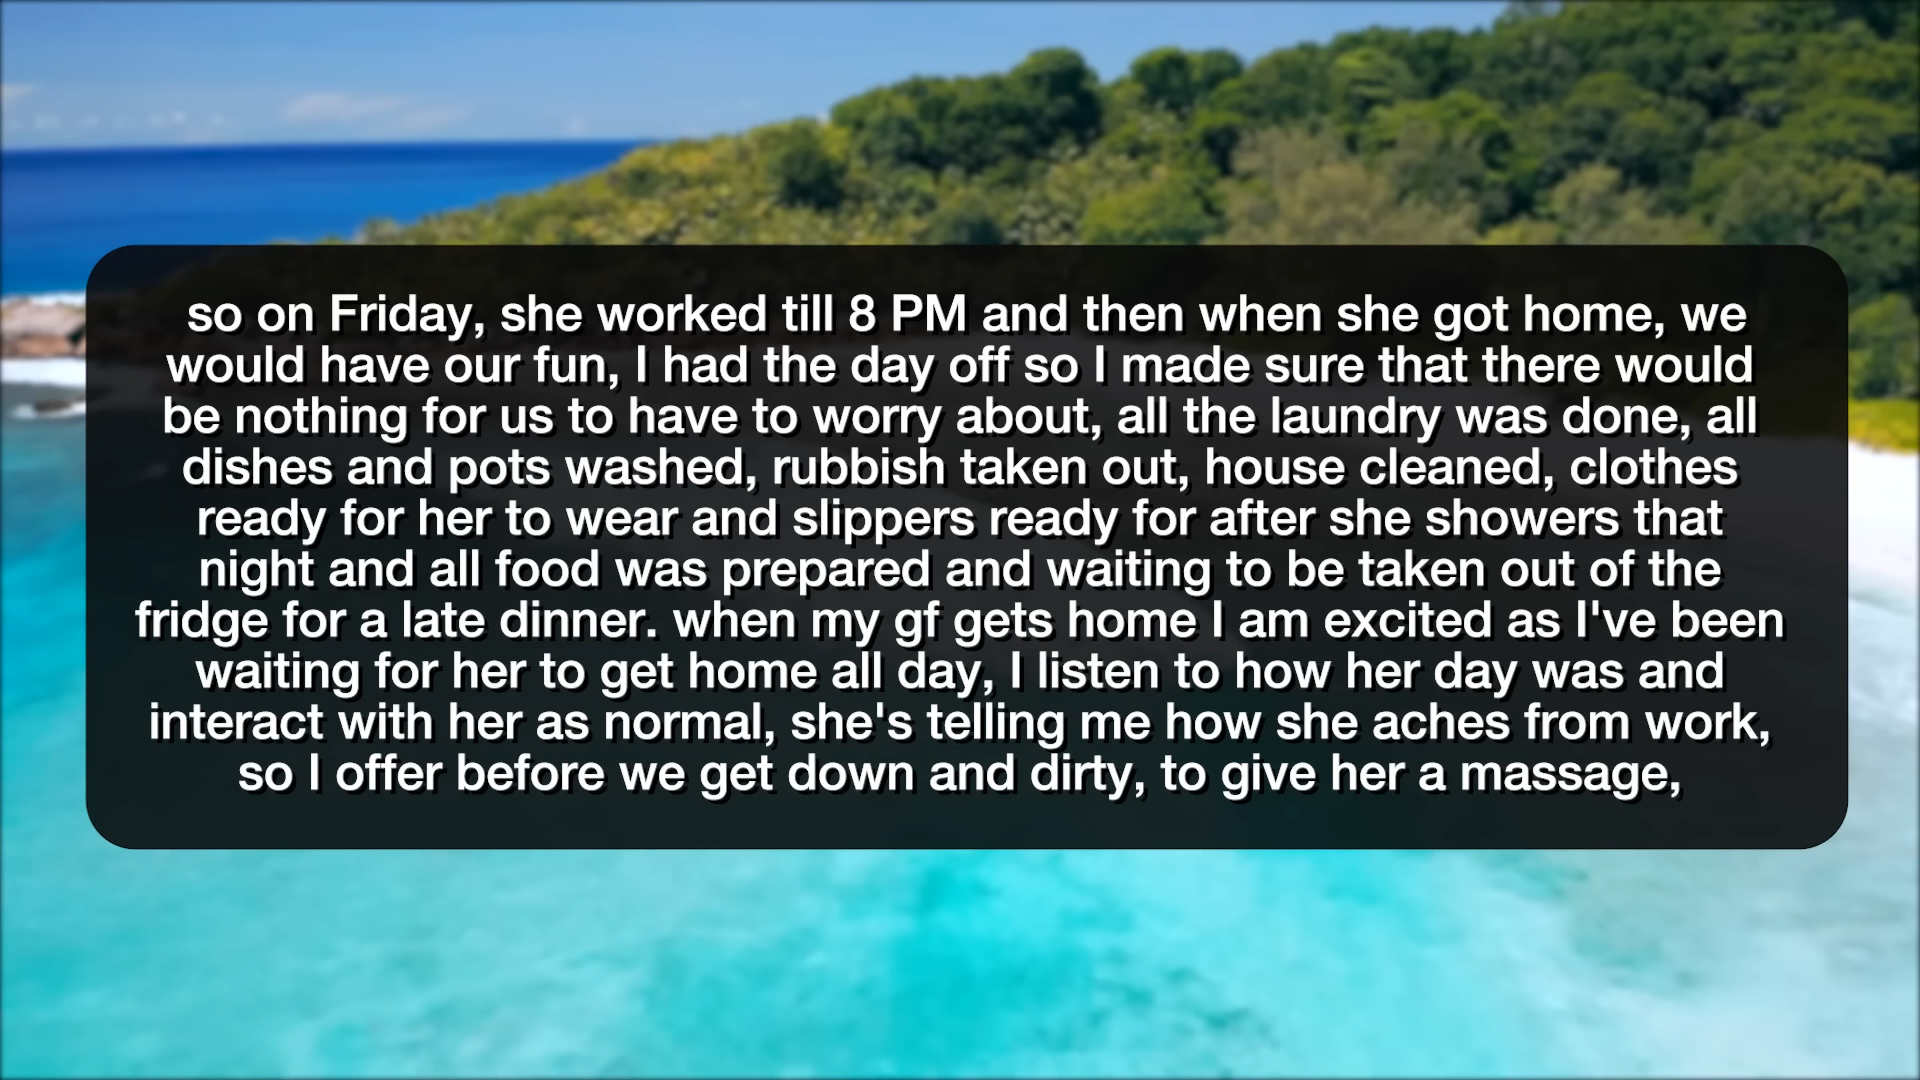 so on Friday, she worked till 8 PM and then when she got home, we
would have our fun, I had the day off so I made sure that there would
be nothing for us to have to worry about, all the laundry was done, all
dishes and pots washed, rubbish taken out, house cleaned, clothes
ready for her to wear and slippers ready for after she showers that
night and all food was prepared and waiting to be taken out of the
fridge for a late dinner. when my gf gets home I am excited as I've been
waiting for her to get home all day, I listen to how her day was and
interact with her as normal, she's telling me how she aches from work,
so I offer before we get down and dirty, to give her a massage,